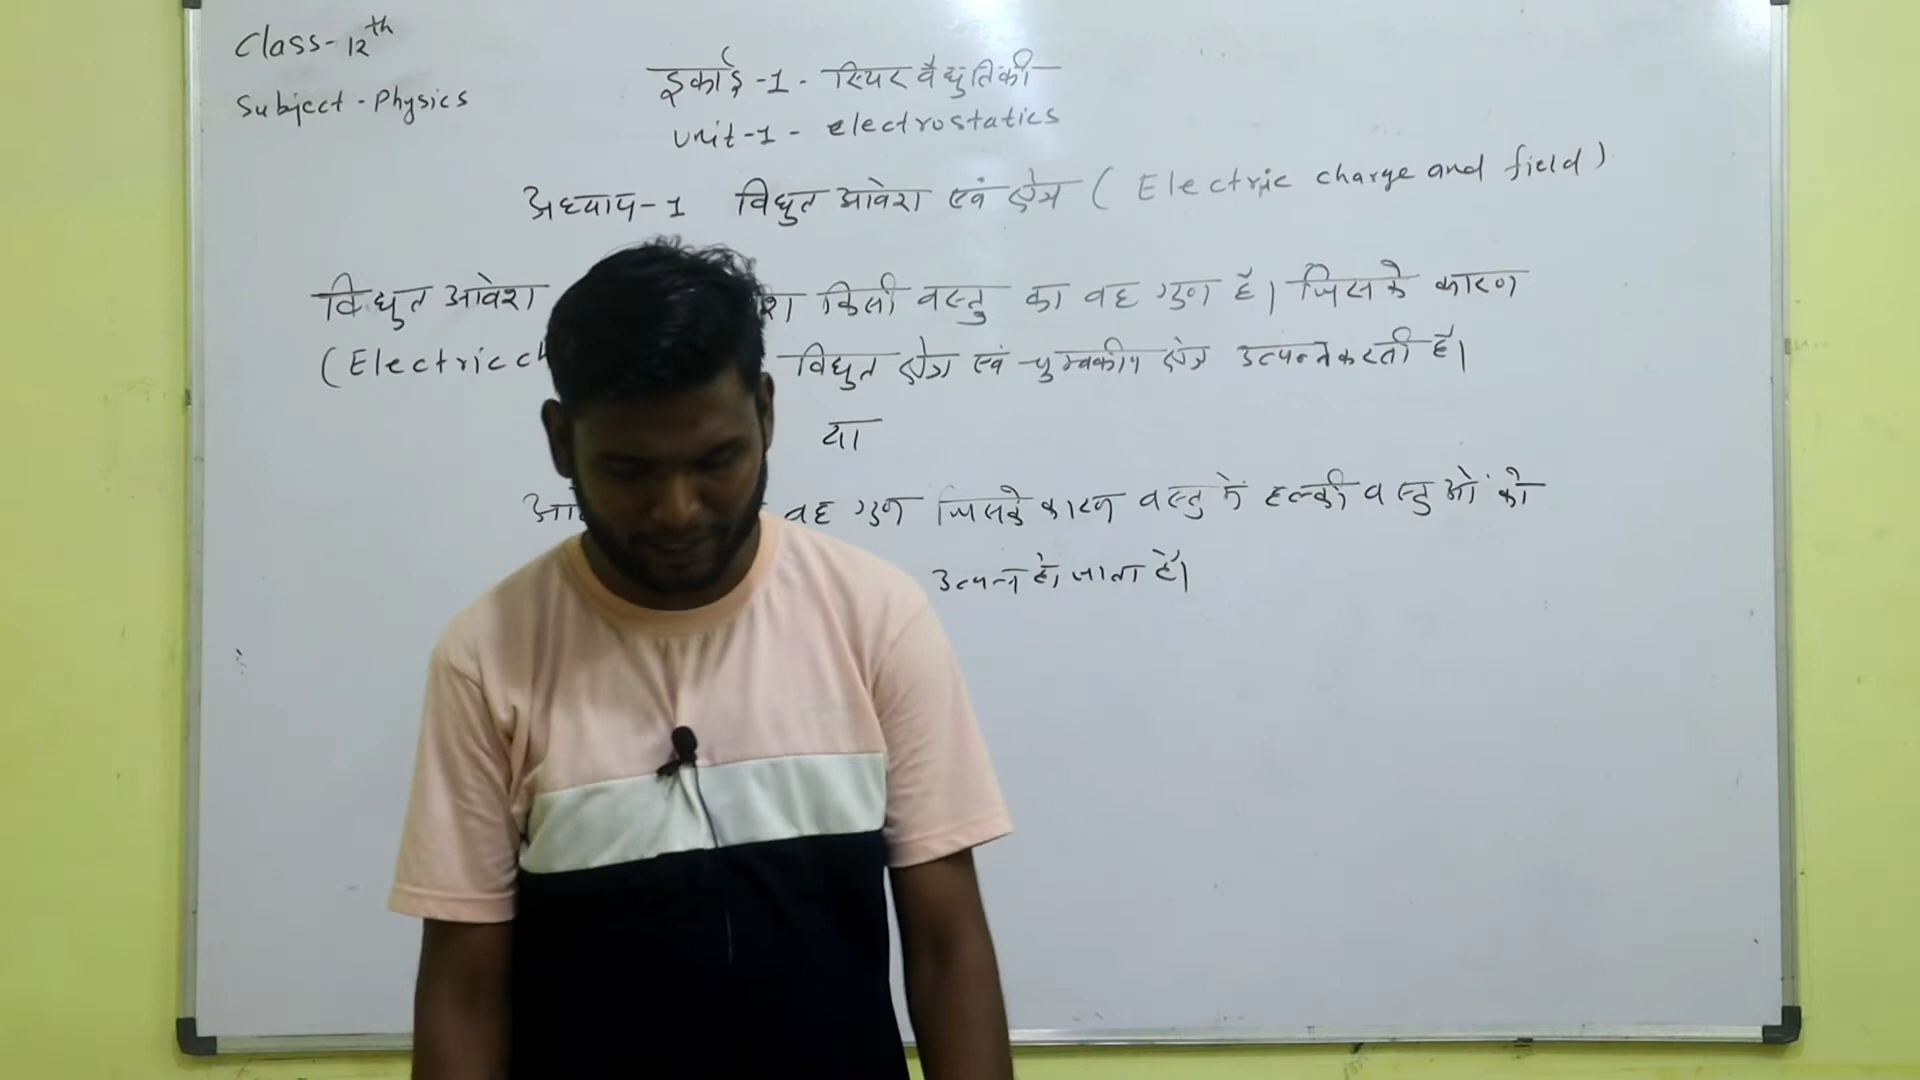 Class-12th
Subject-Physics
इकाई-1- स्थिर वैद्युतिकी
Unit-1- electrostatics
अध्याय-1 विद्युत आवेश एवं क्षेत्र (Electric charge and field)
विद्युत आवेश किसी वस्तु का वह गुण है। जिसके कारण
(Electric विद्युत क्षेत्र एवं चुम्बकीय क्षेत्र उत्पन्न करती है।
या
वह गुण जिसके कारण वस्तु में हल्की वस्तुओं को
उत्पन्न हो जाता है।